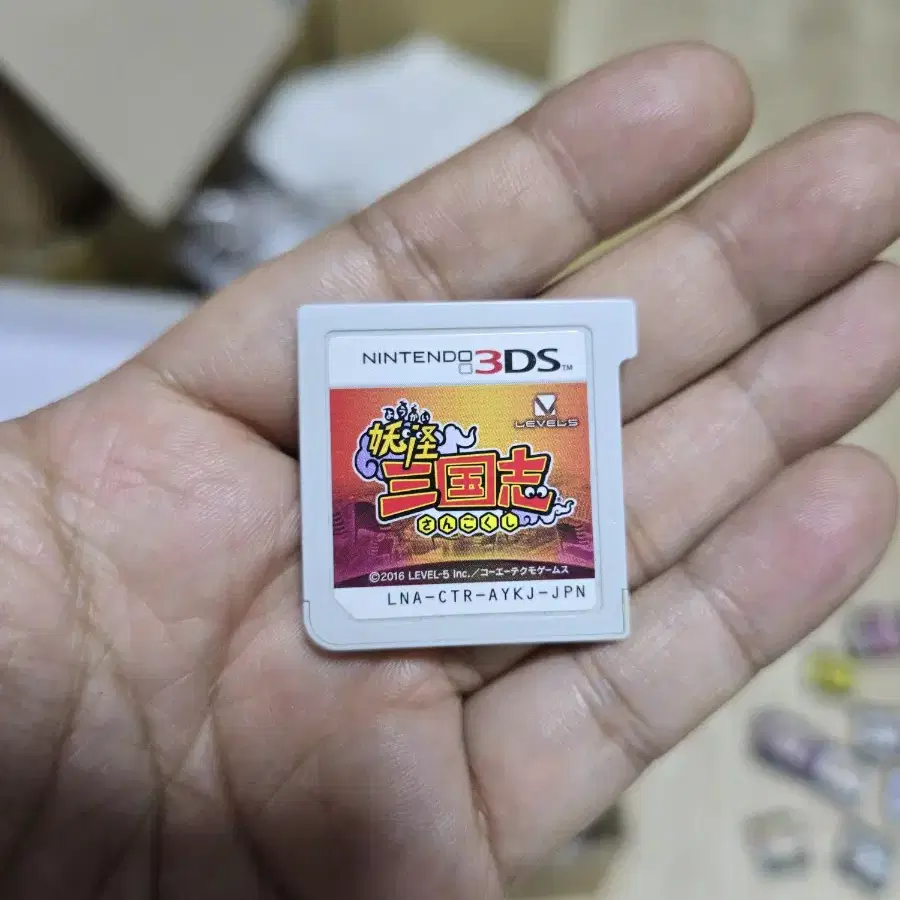 NINTENDO 3DS™
LEVEL5
ようかい
妖怪
三国志
さんごくし
©2016 LEVEL-5 Inc.／コーエーテクモゲームス
LNA-CTR-AYKJ-JPN